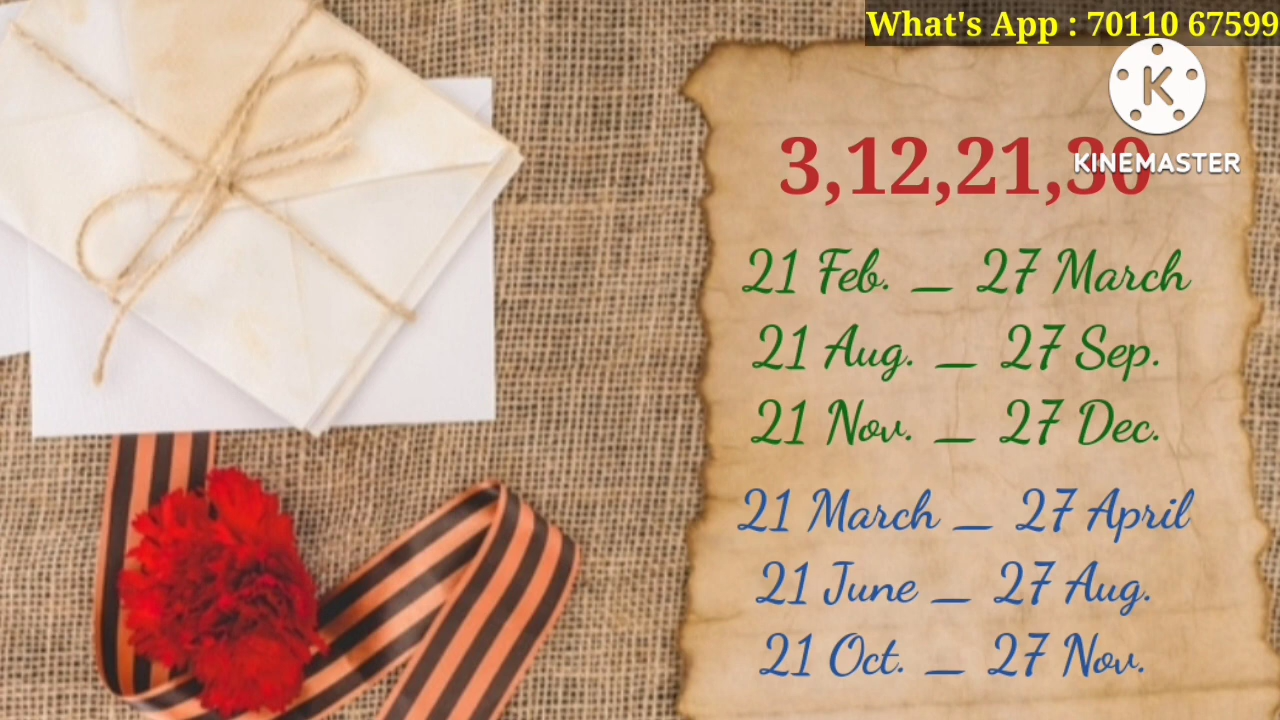 What's App : 70110 67599
K
KINEMASTER
3,12,21,30
21 Feb. _ 27 March
21 Aug. _ 27 Sep.
21 Nov. _ 27 Dec.
21 March _ 27 April
21 June _ 27 Aug.
21 Oct. _ 27 Nov.